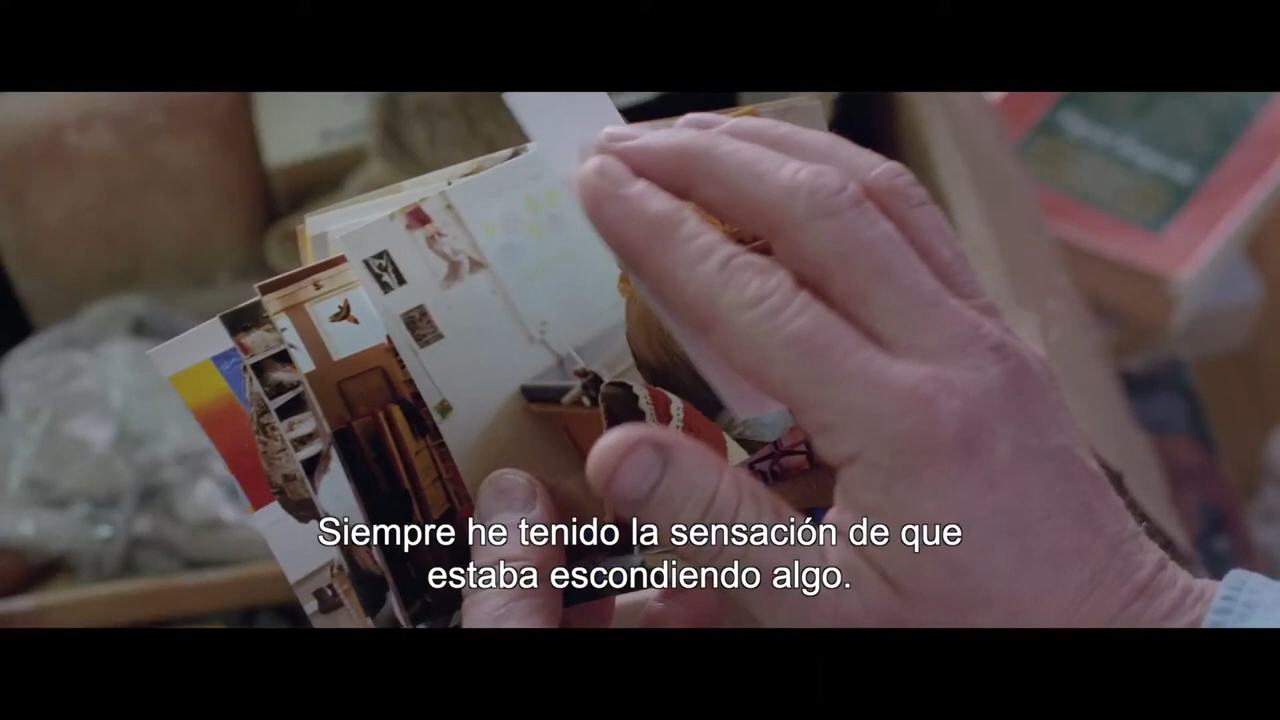 Siempre he tenido la sensación de que
estaba escondiendo algo.